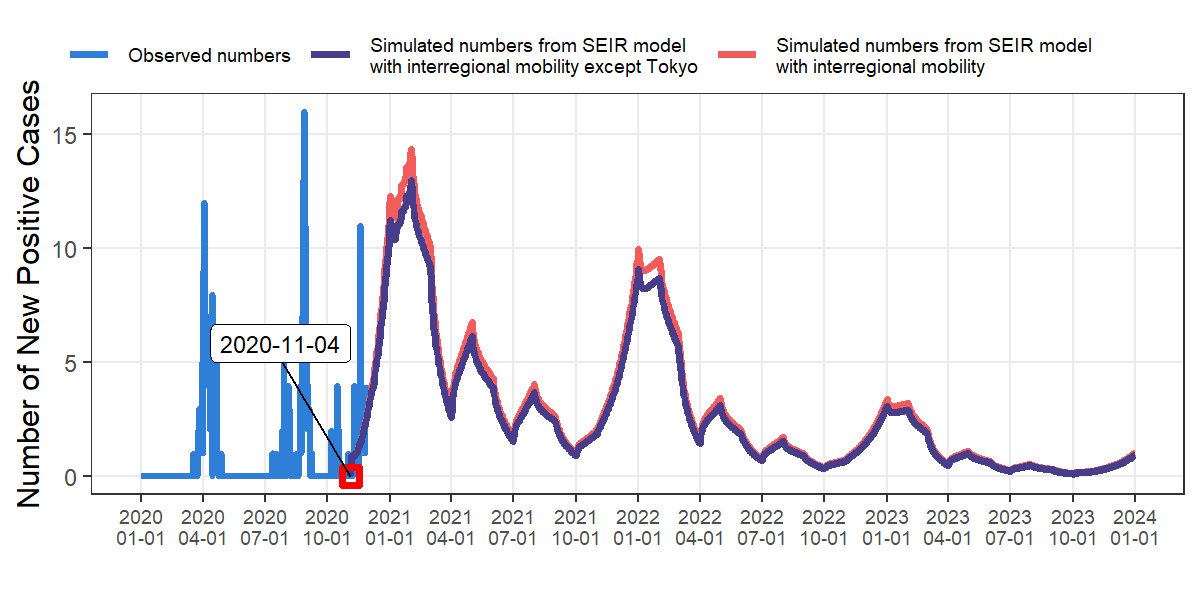 Observed numbers
Simulated numbers from SEIR model
with interregional mobility except Tokyo
Simulated numbers from SEIR model
with interregional mobility
Number of New Positive Cases
15
10
5
0
2020-11-04
2020 2020 2020 2020 2021 2021 2021 2021 2022 2022 2022 2022 2023 2023 2023 2023 2024
01-01 04-01 07-01 10-01 01-01 04-01 07-01 10-01 01-01 04-01 07-01 10-01 01-01 04-01 07-01 10-01 01-01